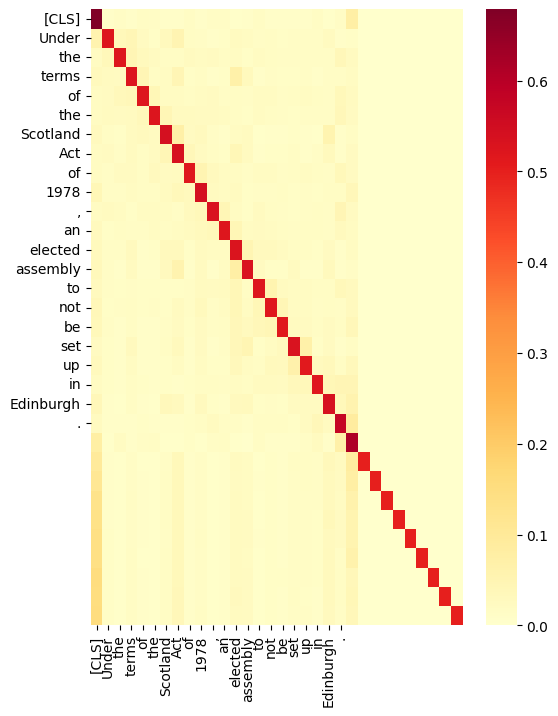 [CLS]
Under
the
terms
of
the
Scotland
Act
of
1978
,
an
elected
assembly
to
not
be
set
up
in
Edinburgh
.
0.6
0.5
0.4
0.3
0.2
0.1
0.0
[CLS]
Under
the
terms
of
the
Scotland
Act
of
1978
,
an
elected
assembly
to
not
be
set
up
in
Edinburgh
.